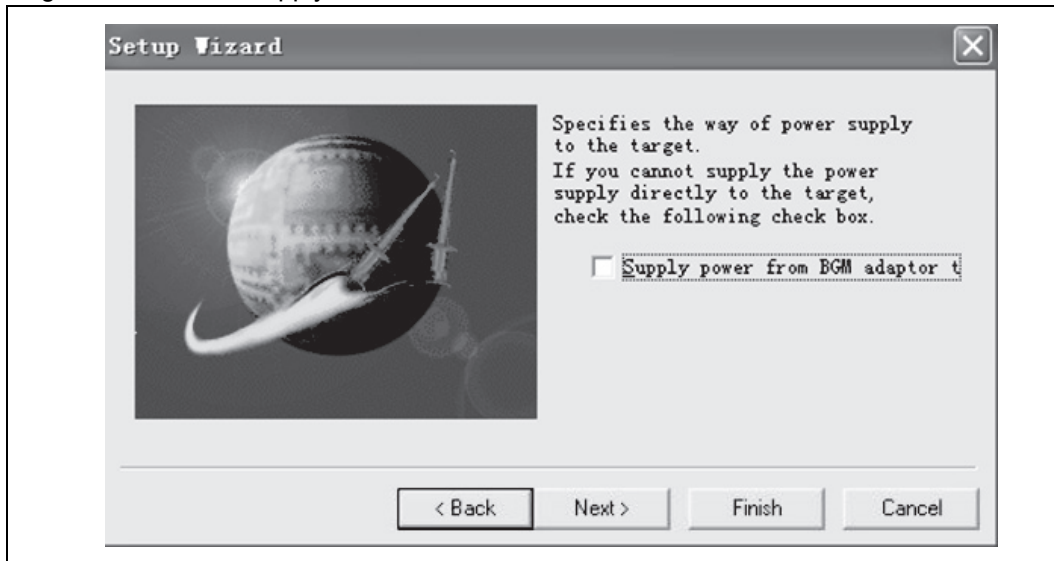 Setup Wizard
Specifies the way of power supply
to the target.
If you cannot supply the power
supply directly to the target,
check the following check box.
Supply power from BGM adaptor t
< Back Next > Finish Cancel